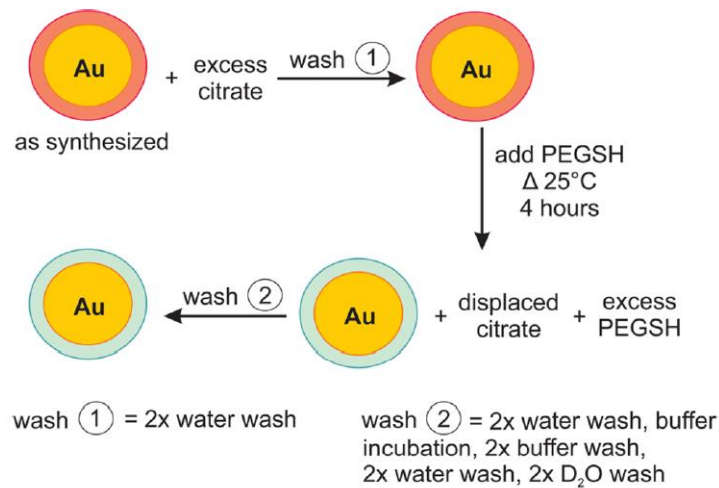 Au
+
excess
citrate
wash 1
Au
as synthesized
add PEGSH
Δ 25°C
4 hours
Au
wash 2
Au
+
displaced
citrate
+
excess
PEGSH
wash 1 = 2x water wash
wash 2 = 2x water wash, buffer
incubation, 2x buffer wash,
2x water wash, 2x D₂O wash